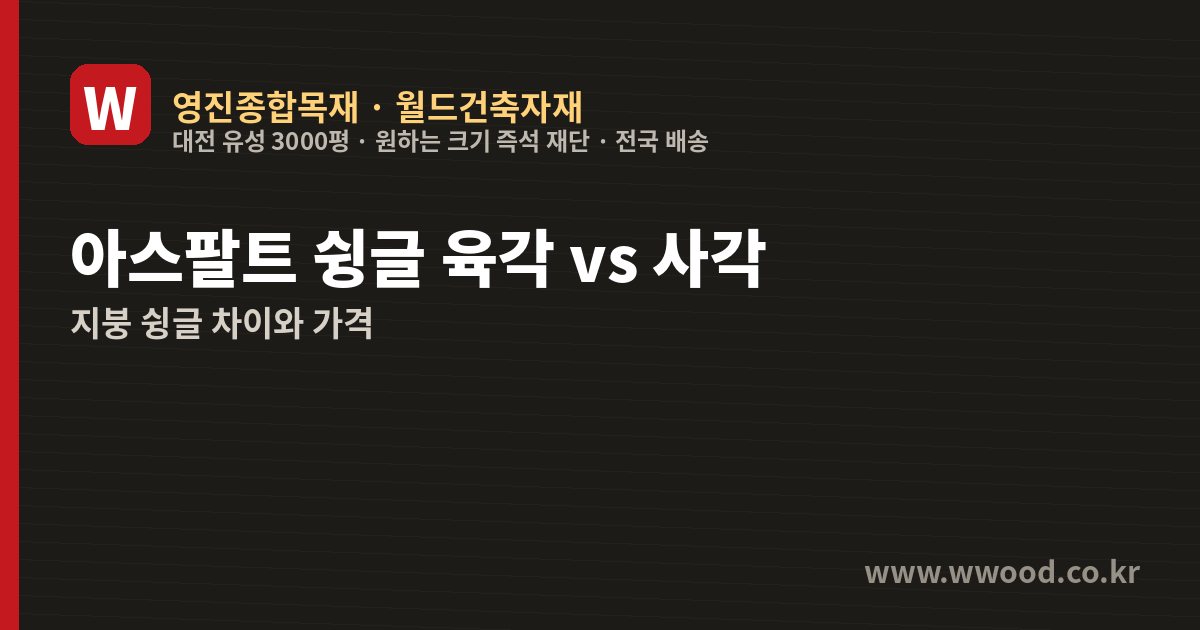 W
영진종합목재 · 월드건축자재
대전 유성 3000평 · 원하는 크기 즉석 재단 · 전국 배송
아스팔트 슁글 육각 vs 사각
지붕 슁글 차이와 가격
www.wwood.co.kr